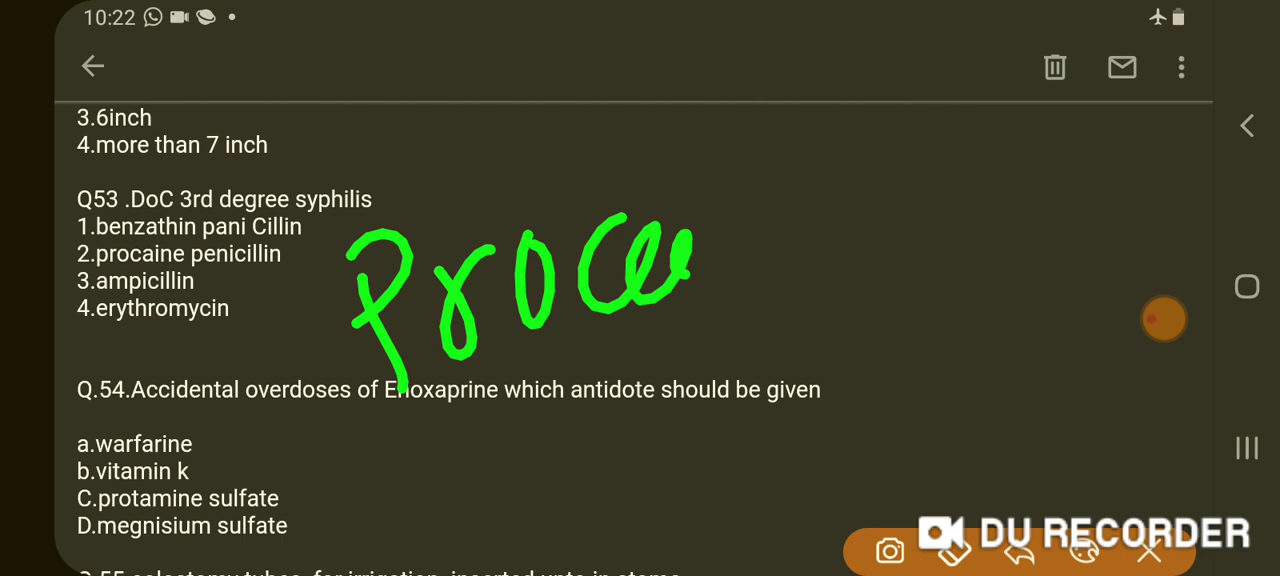 10:22
3.6inch
4.more than 7 inch
Q53 .DoC 3rd degree syphilis
1.benzathin pani Cillin
2.procaine penicillin
3.ampicillin
4.erythromycin
Proce
Q.54.Accidental overdoses of Enoxaprine which antidote should be given
a.warfarine
b.vitamin k
C.protamine sulfate
D.megnisium sulfate
DU RECORDER